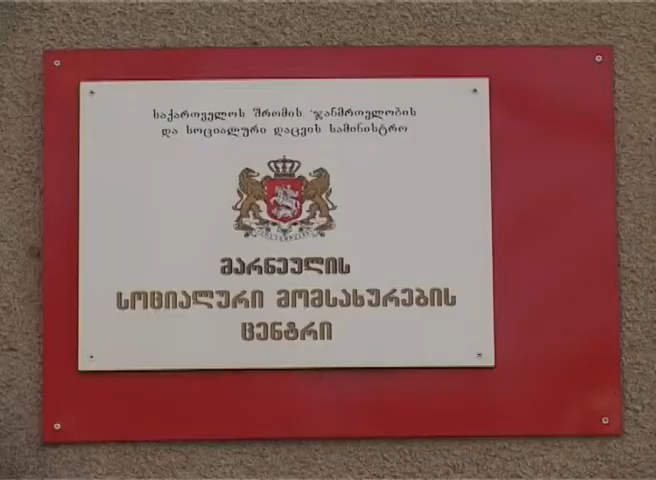 საქართველოს შრომის ჯანმრთელობის
და სოციალური დაცვის სამინისტრო
მარნეულის
სოციალური მომსახურების
ცენტრი